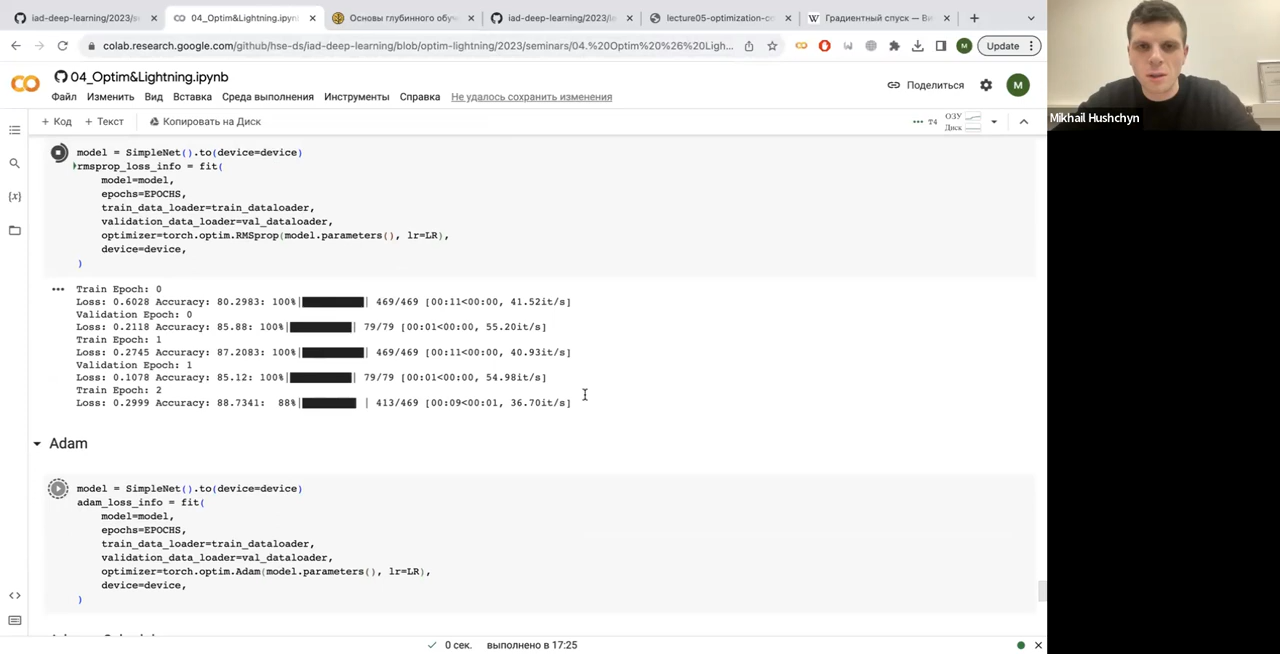 iad-deep-learning/2023/s
04_Optim&Lightning.ipynb
Основы глубинного обу
iad-deep-learning/2023/le
lecture05-optimization-co
Градиентный спуск — Ви
colab.research.google.com/github/hse-ds/iad-deep-learning/blob/optim-lightning/2023/seminars/04.%20Optim%20%26%20Ligh...
M
Update
04_Optim&Lightning.ipynb
Поделиться
M
Файл Изменить Вид Вставка Среда выполнения Инструменты Справка Не удалось сохранить изменения
+ Код + Текст Копировать на Диск
T4
ОЗУ
Диск
Mikhail Hushchyn
model = SimpleNet().to(device=device)
rmsprop_loss_info = fit(
model=model,
epochs=EPOCHS,
train_data_loader=train_dataloader,
validation_data_loader=val_dataloader,
optimizer=torch.optim.RMSprop(model.parameters(), lr=LR),
device=device,
)
Train Epoch: 0
Loss: 0.6028 Accuracy: 80.2983: 100%| | 469/469 [00:11<00:00, 41.52it/s]
Validation Epoch: 0
Loss: 0.2118 Accuracy: 85.88: 100%| | 79/79 [00:01<00:00, 55.20it/s]
Train Epoch: 1
Loss: 0.2745 Accuracy: 87.2083: 100%| | 469/469 [00:11<00:00, 40.93it/s]
Validation Epoch: 1
Loss: 0.1078 Accuracy: 85.12: 100%| | 79/79 [00:01<00:00, 54.98it/s]
Train Epoch: 2
Loss: 0.2999 Accuracy: 88.7341: 88%| | 413/469 [00:09<00:01, 36.70it/s]
Adam
model = SimpleNet().to(device=device)
adam_loss_info = fit(
model=model,
epochs=EPOCHS,
train_data_loader=train_dataloader,
validation_data_loader=val_dataloader,
optimizer=torch.optim.Adam(model.parameters(), lr=LR),
device=device,
)
0 сек. выполнено в 17:25